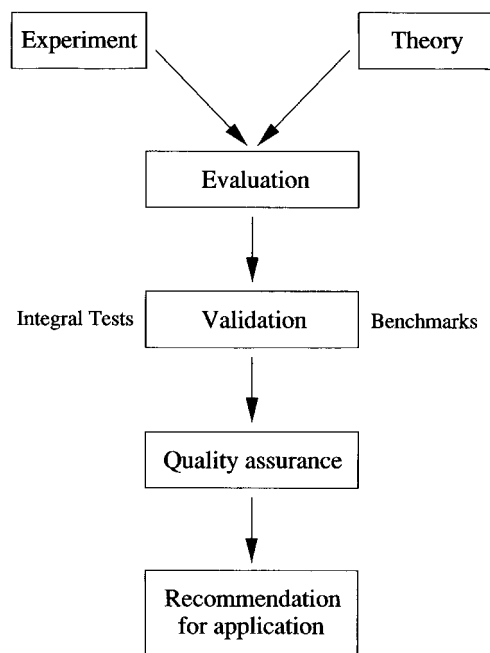 Experiment
Theory
Evaluation
Integral Tests
Validation
Benchmarks
Quality assurance
Recommendation
for application